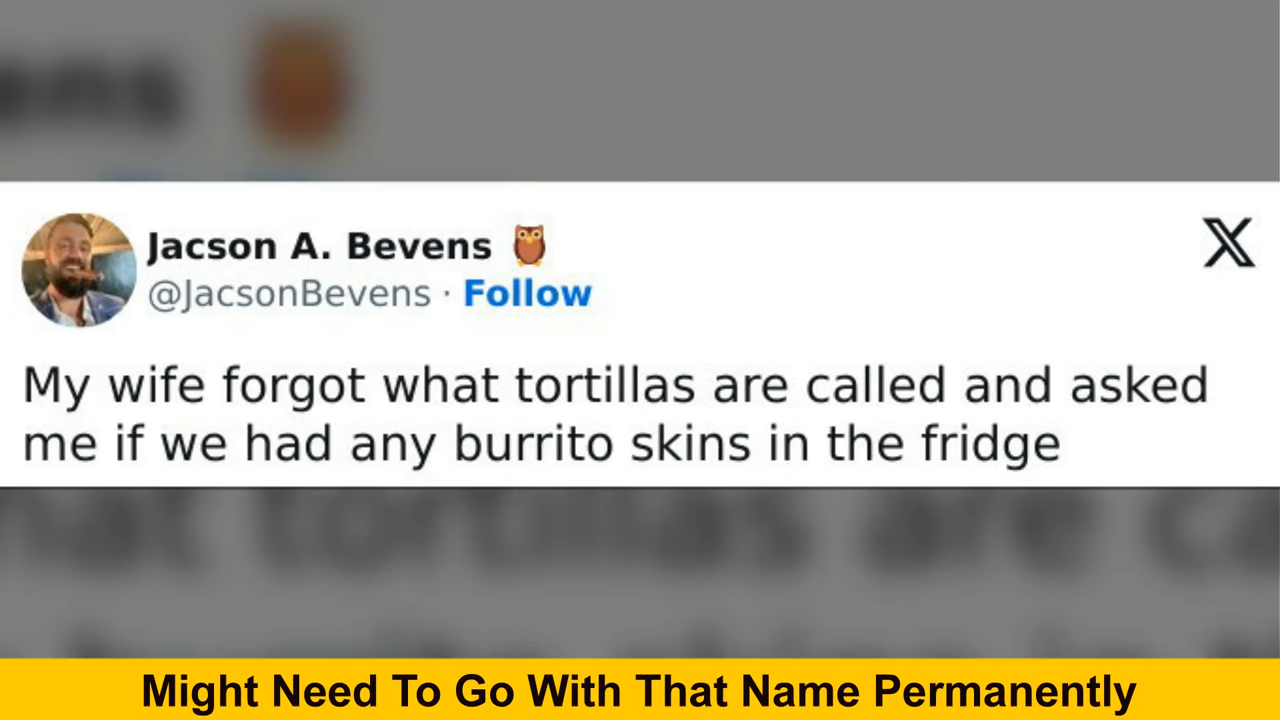 Jacson A. Bevens
@JacsonBevens · Follow
My wife forgot what tortillas are called and asked
me if we had any burrito skins in the fridge
Might Need To Go With That Name Permanently